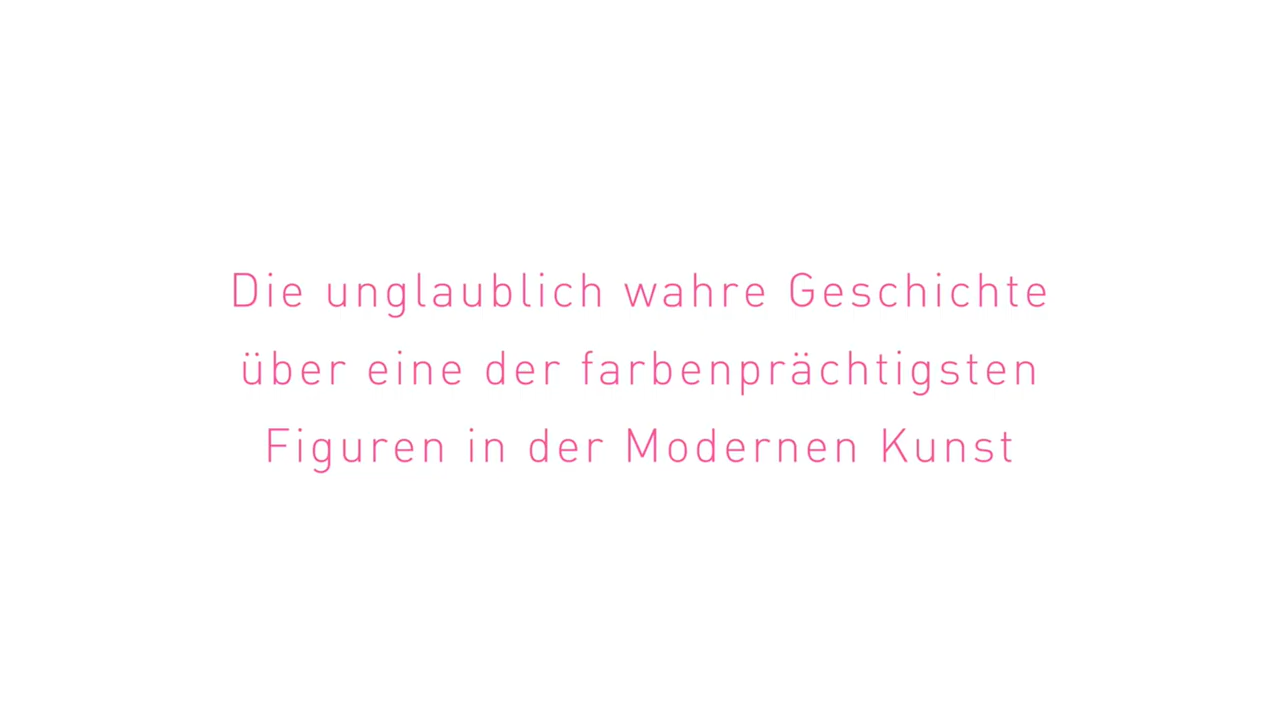 Die unglaublich wahre Geschichte
über eine der farbenprächtigsten
Figuren in der Modernen Kunst